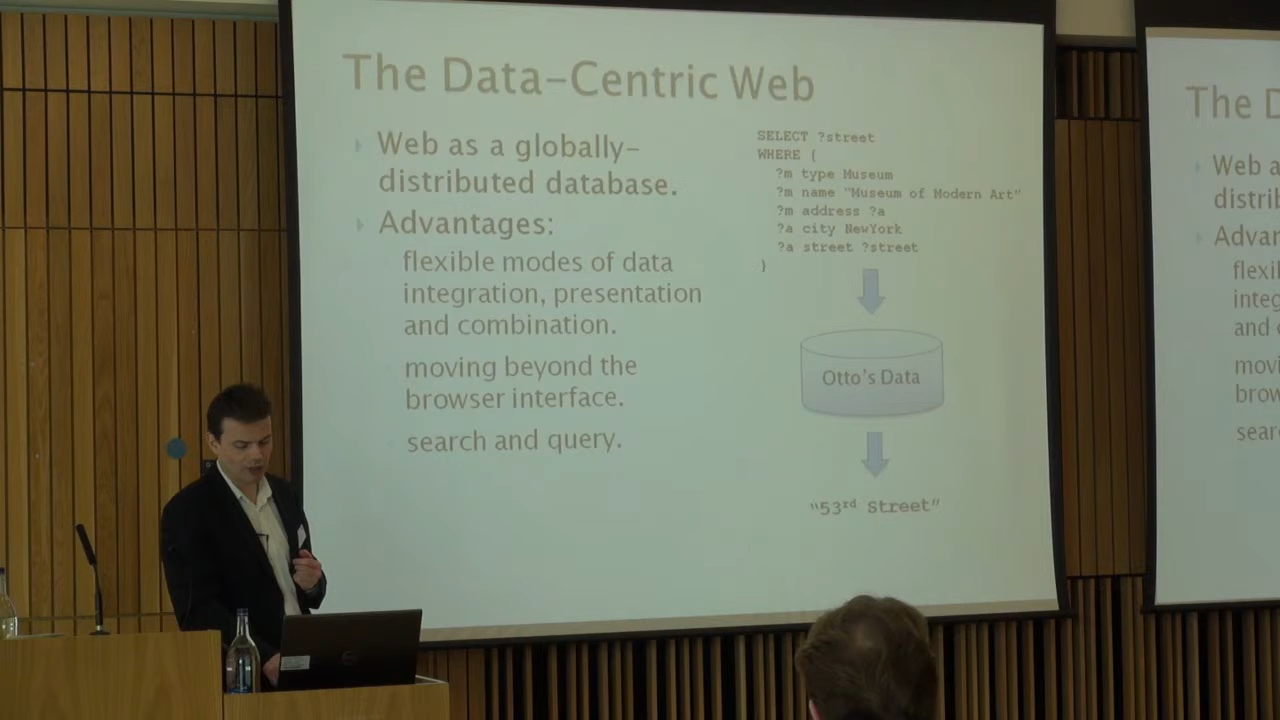 The Data-Centric Web
Web as a globally-
distributed database.
Advantages:
flexible modes of data
integration, presentation
and combination.
moving beyond the
browser interface.
search and query.
SELECT ?street
WHERE {
?m type Museum
?m name "Museum of Modern Art"
?m address ?a
?a city NewYork
?a street ?street
}
Otto's Data
"53rd Street"
The D
Web a
distrib
Advan
flexib
integ
and c
movi
brow
sear